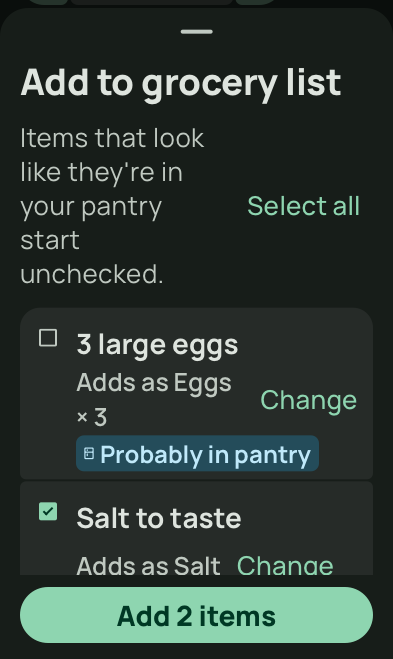 Add to grocery list
Items that look
like they're in
your pantry
start
unchecked.
Select all
3 large eggs
Adds as Eggs
× 3
Change
Probably in pantry
Salt to taste
Adds as Salt
Change
Add 2 items